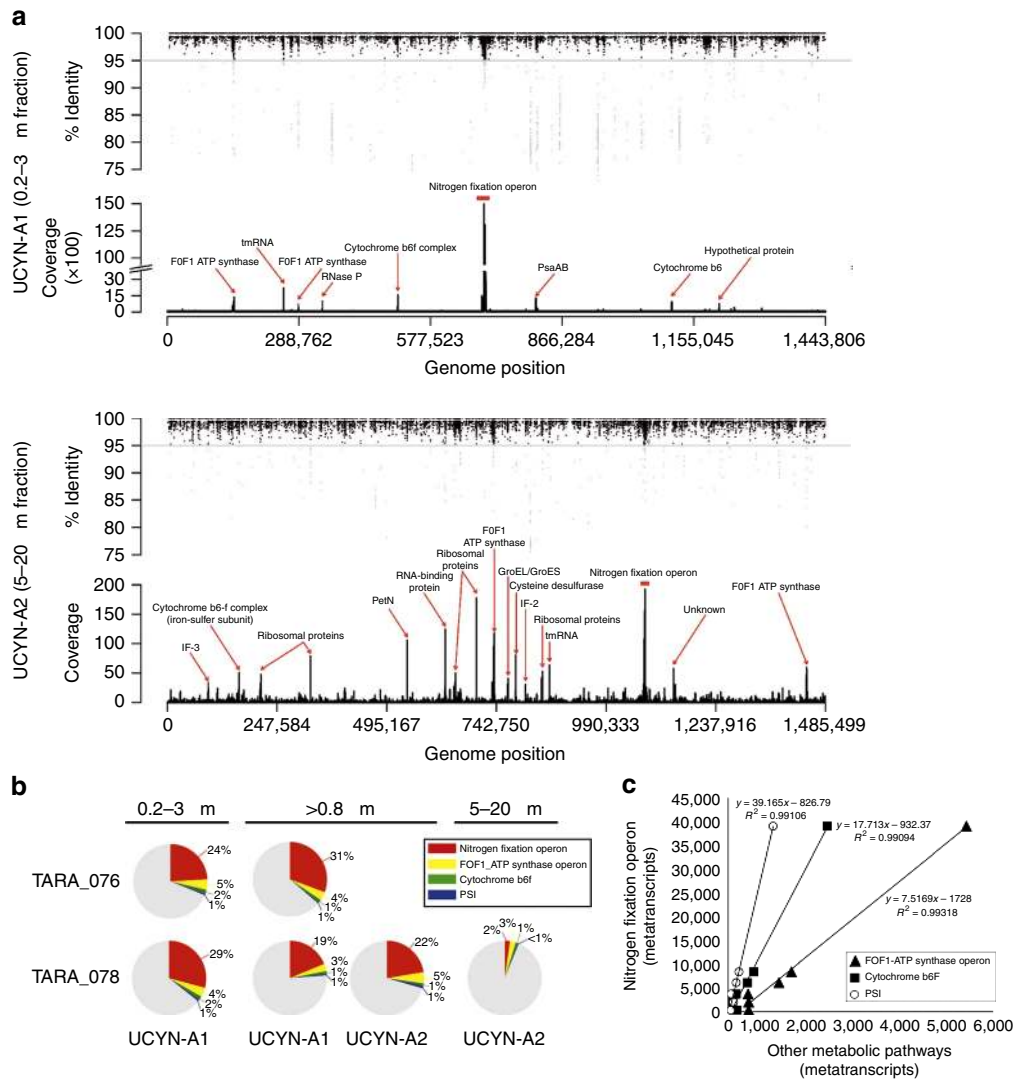 a
UCYN-A1 (0.2–3 m fraction)
% Identity
100
95
90
85
80
75
Coverage
(×100)
150
125
100
30
15
0
Nitrogen fixation operon
tmRNA
F0F1 ATP synthase
F0F1 ATP synthase
RNase P
Cytochrome b6f complex
PsaAB
Cytochrome b6
Hypothetical protein
0 288,762 577,523 866,284 1,155,045 1,443,806
Genome position
UCYN-A2 (5–20 m fraction)
% Identity
100
95
90
85
80
75
Coverage
200
150
100
50
0
F0F1
ATP synthase
Ribosomal
proteins
RNA-binding
protein
GroEL/GroES
Cysteine desulfurase
Nitrogen fixation operon
F0F1 ATP synthase
Cytochrome b6-f complex
(iron-sulfer subunit)
PetN
IF-2
Unknown
Ribosomal proteins
Ribosomal proteins
IF-3
tmRNA
0 247,584 495,167 742,750 990,333 1,237,916 1,485,499
Genome position
b
0.2–3 m >0.8 m 5–20 m
Nitrogen fixation operon
FOF1_ATP synthase operon
Cytochrome b6f
PSI
TARA_076
24%
5%
2%
1%
31%
4%
1%
1%
TARA_078
29%
4%
2%
1%
19%
3%
1%
1%
22%
5%
1%
1%
2%
3%
1%
<1%
UCYN-A1 UCYN-A1 UCYN-A2 UCYN-A2
c
Nitrogen fixation operon
(metatranscripts)
45,000
40,000
35,000
30,000
25,000
20,000
15,000
10,000
5,000
0
y = 39.165x – 826.79
R² = 0.99106
y = 17.713x – 932.37
R² = 0.99094
y = 7.5169x – 1728
R² = 0.99318
FOF1-ATP synthase operon
Cytochrome b6F
PSI
0 1,000 2,000 3,000 4,000 5,000 6,000
Other metabolic pathways
(metatranscripts)